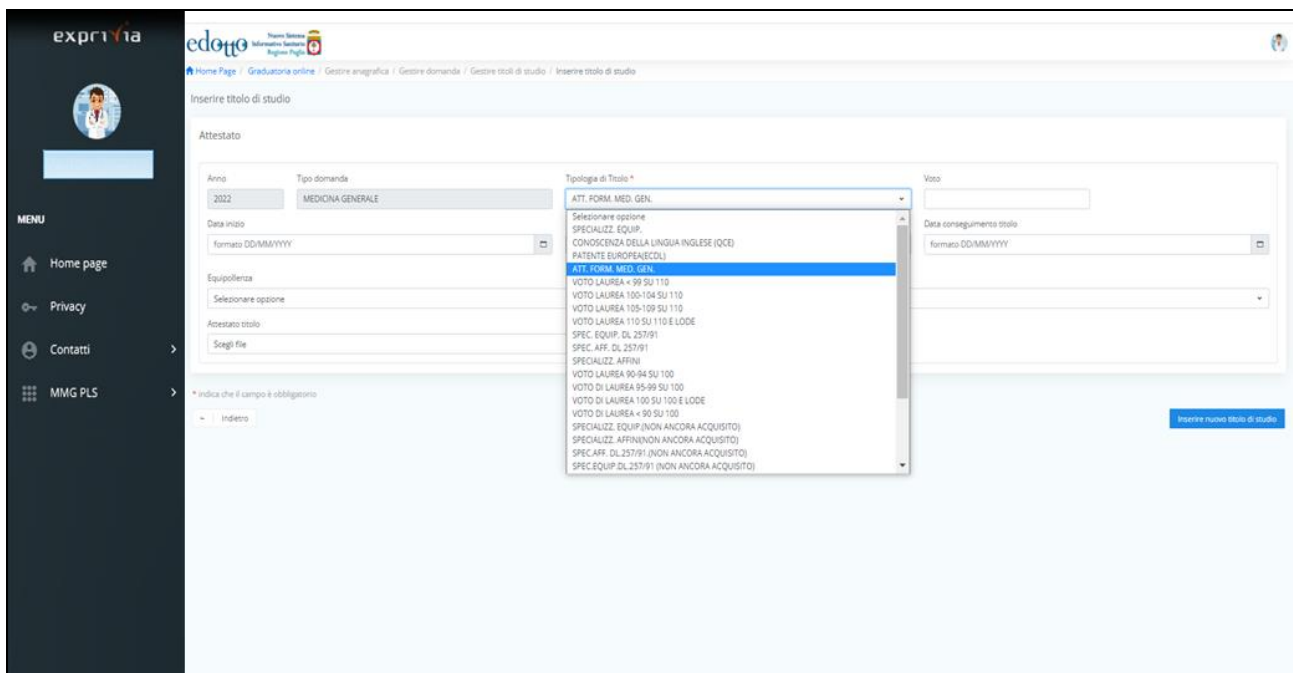 exprivia
edotto Nuovo Sistema Informativo Sanitario Regione Puglia
Home Page / Graduatoria online / Gestire anagrafica / Gestire domanda / Gestire titoli di studio / Inserire titolo di studio
Inserire titolo di studio
Attestato
Anno
Tipo domanda
Tipologia di Titolo *
Voto
2022
MEDICINA GENERALE
ATT. FORM. MED. GEN.
MENU
Home page
Privacy
Contatti
MMG PLS
Data inizio
formato DD/MM/YYYY
Data conseguimento titolo
formato DD/MM/YYYY
Equipollenza
Selezionare opzione
Attestato titolo
Scegli file
Selezionare opzione
SPECIALIZZ. EQUIP.
CONOSCENZA DELLA LINGUA INGLESE (QCE)
PATENTE EUROPEA(ECDL)
ATT. FORM. MED. GEN.
VOTO LAUREA < 99 SU 110
VOTO LAUREA 100-104 SU 110
VOTO LAUREA 105-109 SU 110
VOTO LAUREA 110 SU 110 E LODE
SPEC. EQUIP. DL 257/91
SPEC. AFF. DL 257/91
SPECIALIZZ. AFFINI
VOTO LAUREA 90-94 SU 100
VOTO DI LAUREA 95-99 SU 100
VOTO DI LAUREA 100 SU 100 E LODE
VOTO DI LAUREA < 90 SU 100
SPECIALIZZ. EQUIP.(NON ANCORA ACQUISITO)
SPECIALIZZ. AFFINI(NON ANCORA ACQUISITO)
SPEC.AFF. DL.257/91.(NON ANCORA ACQUISITO)
SPEC.EQUIP.DL.257/91 (NON ANCORA ACQUISITO)
* indica che il campo è obbligatorio
Indietro
Inserire nuovo titolo di studio